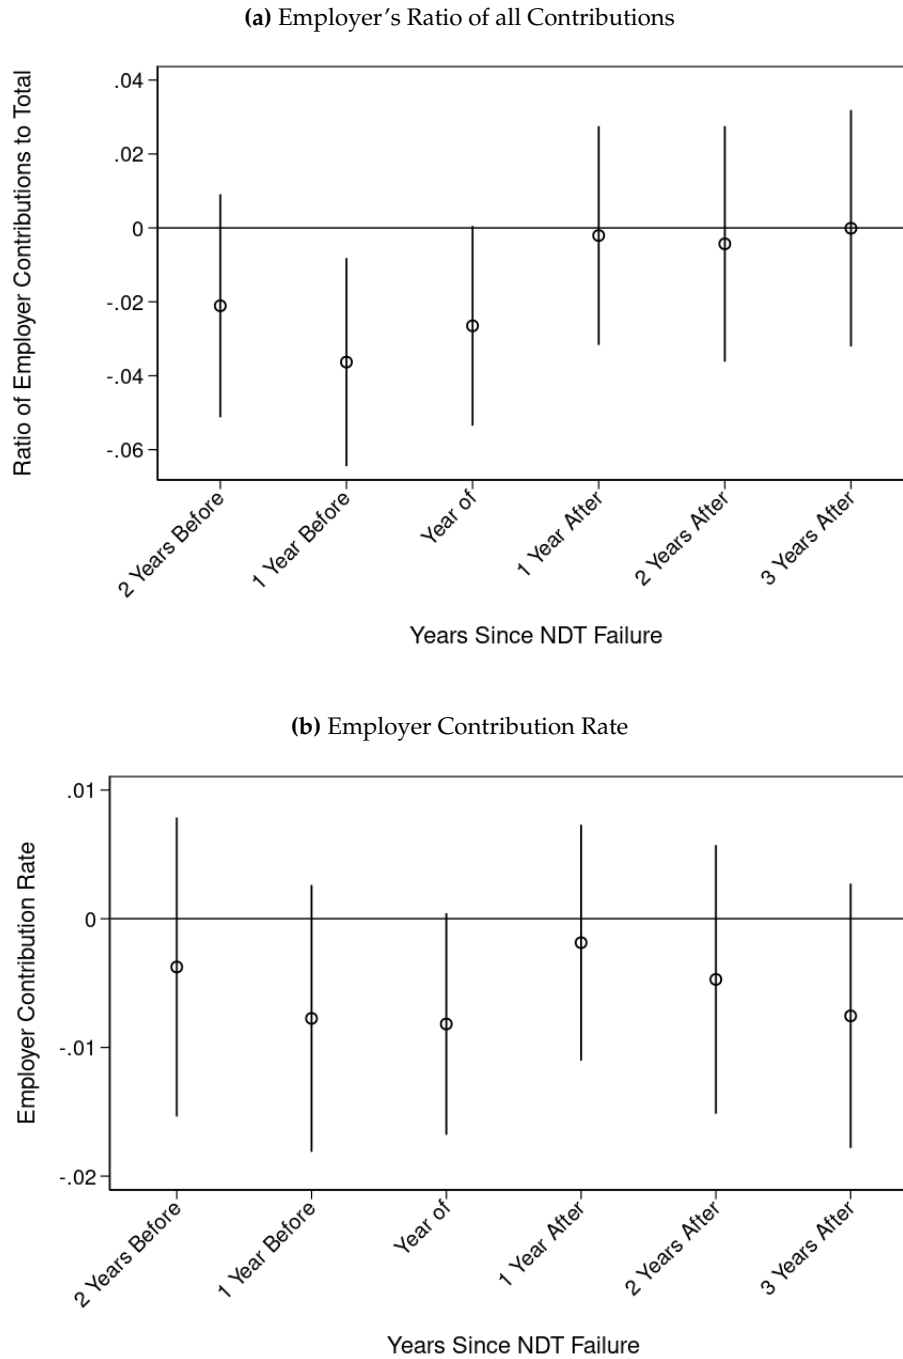 (a) Employer's Ratio of all Contributions
Ratio of Employer Contributions to Total
.04
.02
0
-.02
-.04
-.06
2 Years Before
1 Year Before
Year of
1 Year After
2 Years After
3 Years After
Years Since NDT Failure
(b) Employer Contribution Rate
Employer Contribution Rate
.01
0
-.01
-.02
2 Years Before
1 Year Before
Year of
1 Year After
2 Years After
3 Years After
Years Since NDT Failure